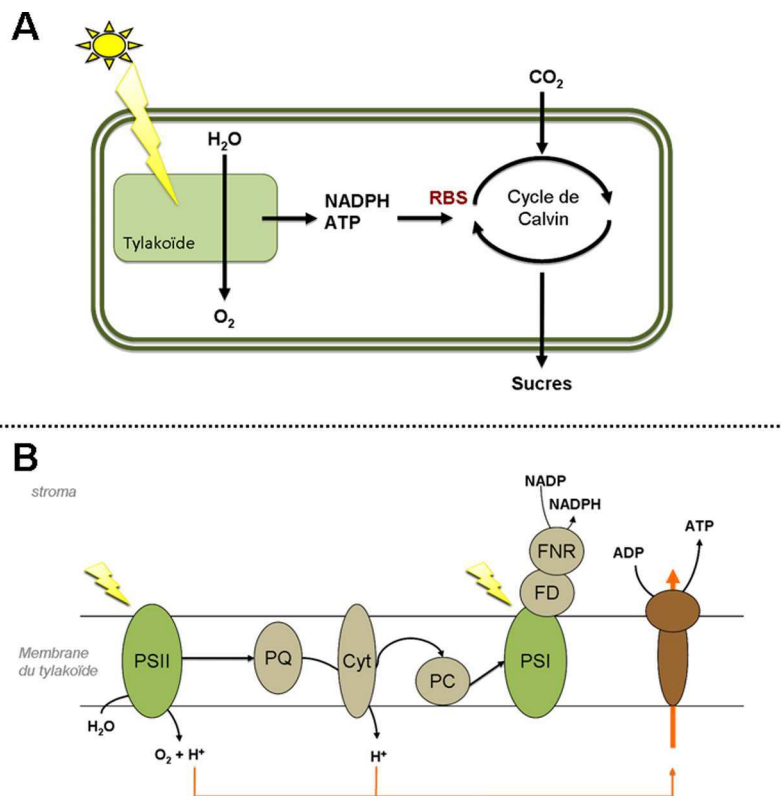 A
CO₂
H₂O
NADPH
ATP
RBS
Cycle de
Calvin
Tylakoïde
O₂
Sucres
B
stroma
NADP
NADPH
ATP
ADP
FNR
FD
Membrane
du tylakoïde
PSII
PQ
Cyt
PC
PSI
H₂O
O₂ + H⁺
H⁺